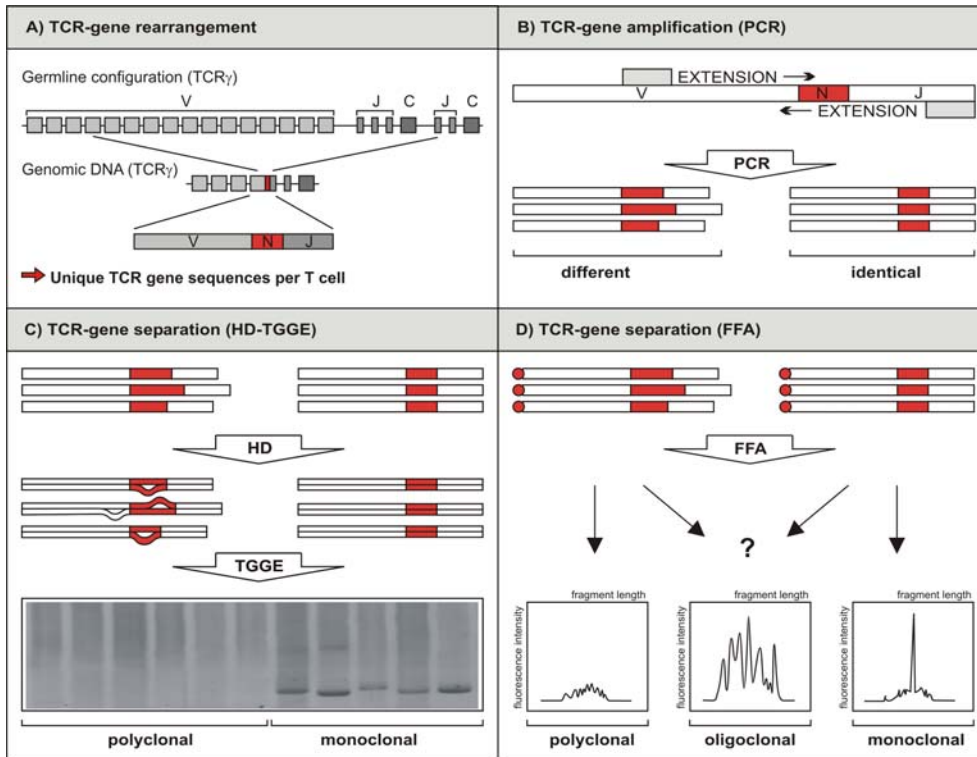 A) TCR-gene rearrangement
Germline configuration (TCRγ)
V J C J C
Genomic DNA (TCRγ)
V N J
Unique TCR gene sequences per T cell
B) TCR-gene amplification (PCR)
EXTENSION
V N J
EXTENSION
PCR
different identical
C) TCR-gene separation (HD-TGGE)
HD
TGGE
polyclonal monoclonal
D) TCR-gene separation (FFA)
FFA
?
fragment length fragment length fragment length
fluorescence intensity fluorescence intensity fluorescence intensity
polyclonal oligoclonal monoclonal